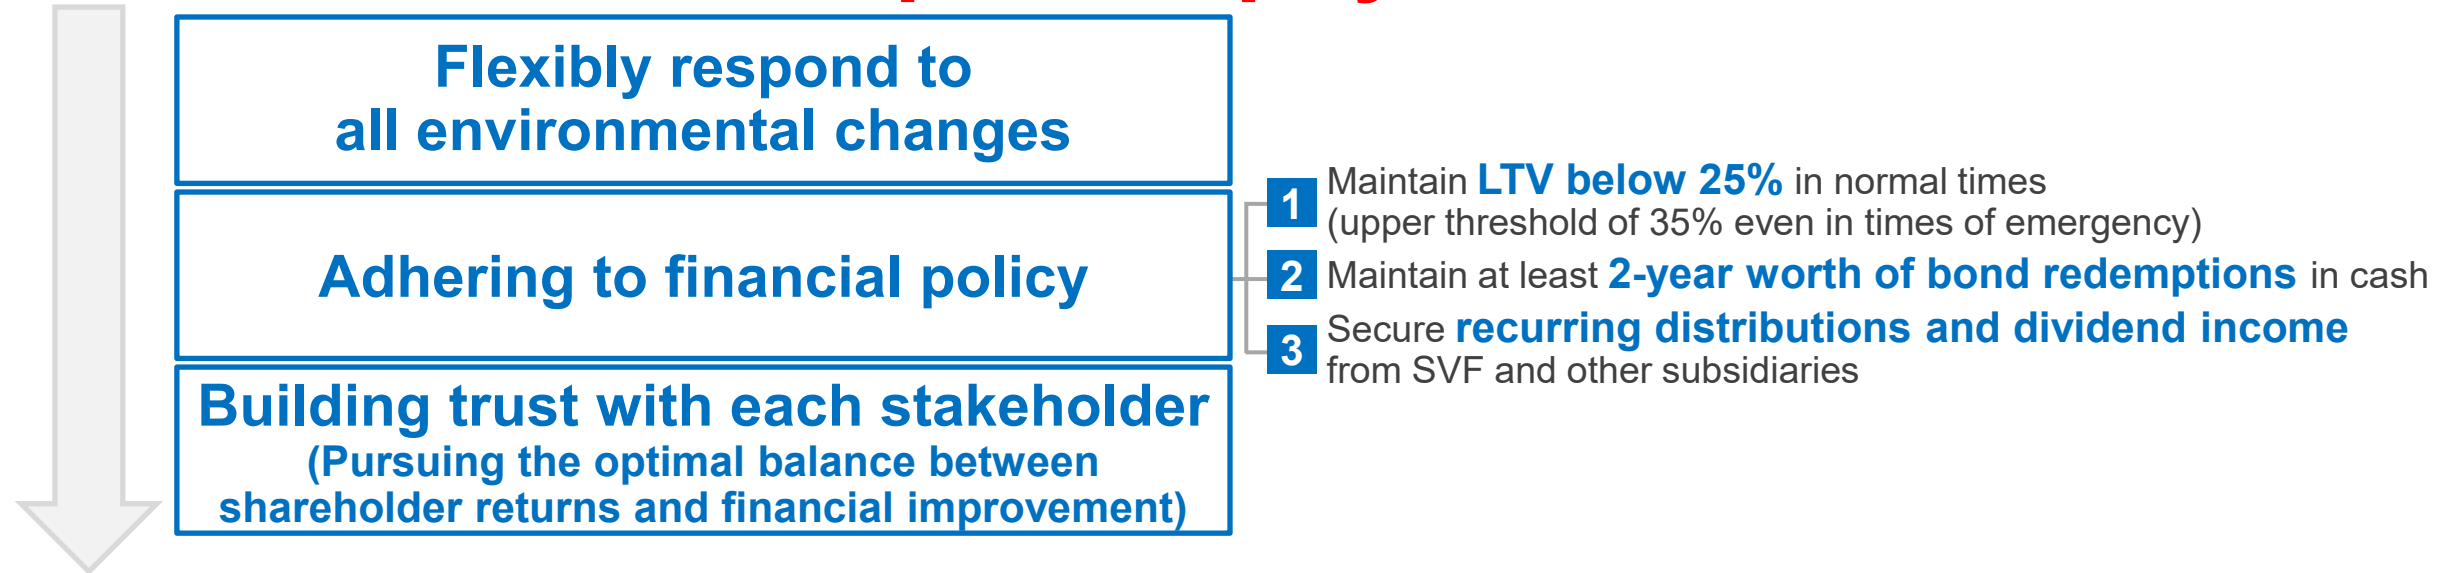 Flexibly respond to
all environmental changes
Adhering to financial policy
1 Maintain LTV below 25% in normal times
(upper threshold of 35% even in times of emergency)
2 Maintain at least 2-year worth of bond redemptions in cash
3 Secure recurring distributions and dividend income
from SVF and other subsidiaries
Building trust with each stakeholder
(Pursuing the optimal balance between
shareholder returns and financial improvement)